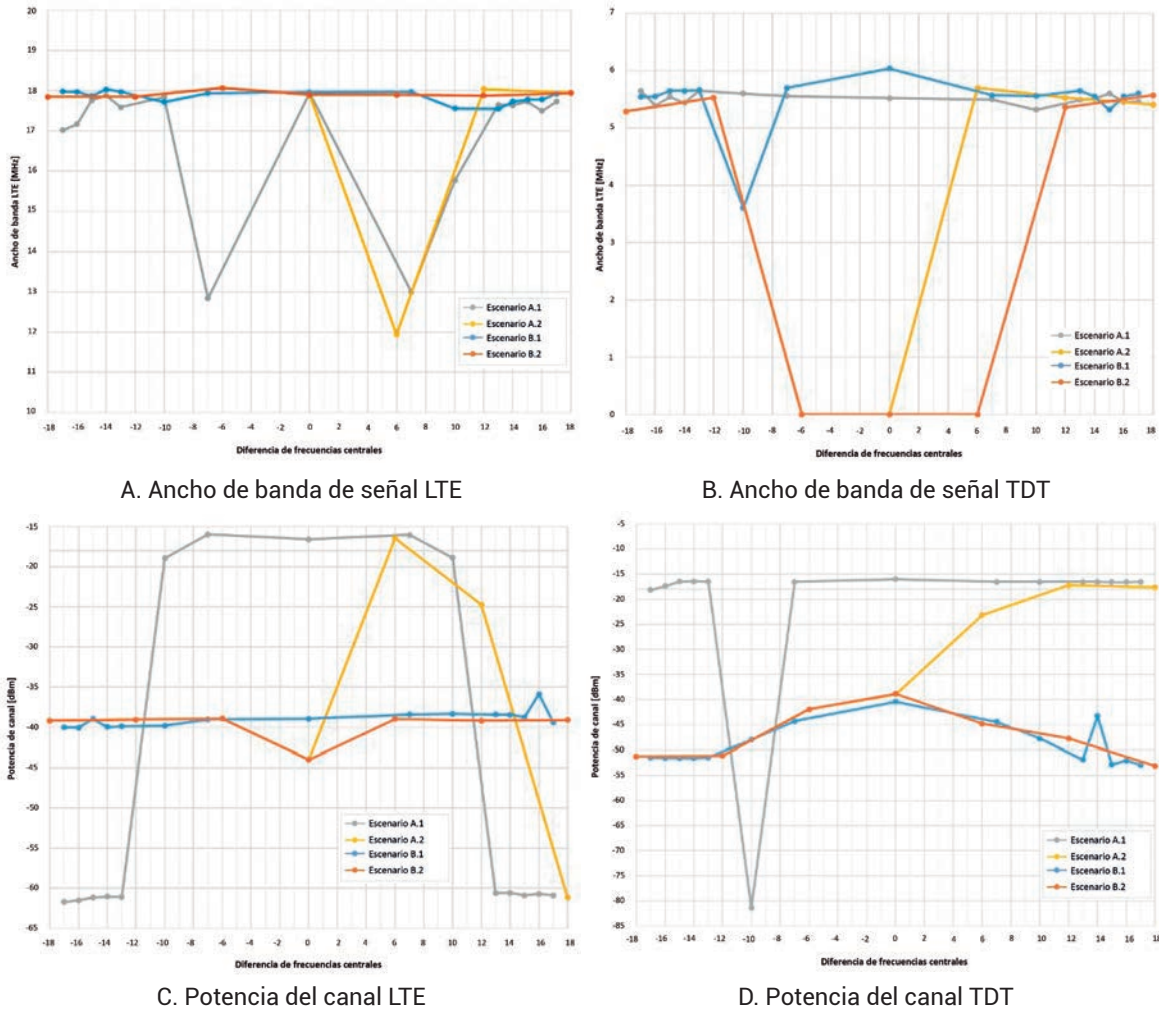 20
19
18
17
16
15
14
13
12
11
10
Ancho de banda LTE [MHz]
-18 -16 -14 -12 -10 -8 -6 -4 -2 0 2 4 6 8 10 12 14 16 18
Diferencia de frecuencias centrales
Escenario A.1
Escenario A.2
Escenario B.1
Escenario B.2
A. Ancho de banda de señal LTE
7
6
5
4
3
2
1
0
Ancho de banda LTE [MHz]
-18 -16 -14 -12 -10 -8 -6 -4 -2 0 2 4 6 8 10 12 14 16 18
Diferencia de frecuencias centrales
Escenario A.1
Escenario A.2
Escenario B.1
Escenario B.2
B. Ancho de banda de señal TDT
-15
-20
-25
-30
-35
-40
-45
-50
-55
-60
-65
Potencia de canal [dBm]
-18 -16 -14 -12 -10 -8 -6 -4 -2 0 2 4 6 8 10 12 14 16 18
Diferencia de frecuencias centrales
Escenario A.1
Escenario A.2
Escenario B.1
Escenario B.2
C. Potencia del canal LTE
-5
-10
-15
-20
-25
-30
-35
-40
-45
-50
-55
-60
-65
-70
-75
-80
-85
Potencia de canal [dBm]
-18 -16 -14 -12 -10 -8 -6 -4 -2 0 2 4 6 8 10 12 14 16 18
Diferencia de frecuencias centrales
Escenario A.1
Escenario A.2
Escenario B.1
Escenario B.2
D. Potencia del canal TDT